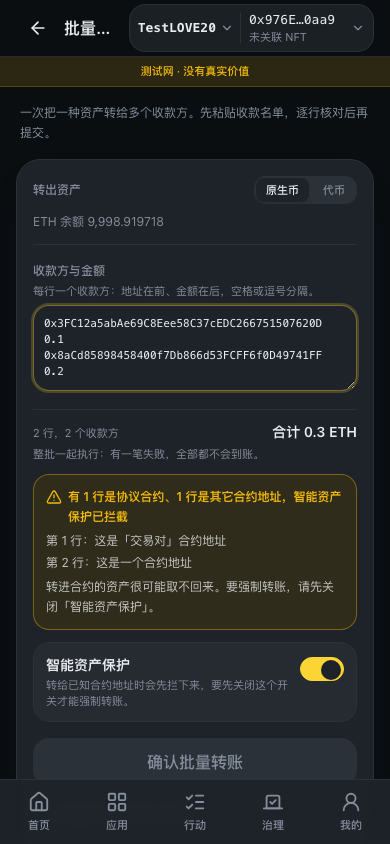 批量...
TestLOVE20
0x976E…0aa9
未关联 NFT
测试网 · 没有真实价值
一次把一种资产转给多个收款方。先粘贴收款名单，逐行核对后再
提交。
转出资产
原生币
代币
ETH 余额 9,998.919718
收款方与金额
每行一个收款方：地址在前、金额在后，空格或逗号分隔。
0x3FC12a5abAe69C8Eee58C37cEDC266751507620D
0.1
0x8aCd85898458400f7Db866d53FCFF6f0D49741FF
0.2
2 行，2 个收款方
合计 0.3 ETH
整批一起执行：有一笔失败，全部都不会到账。
有 1 行是协议合约、1 行是其它合约地址，智能资产
保护已拦截
第 1 行：这是「交易对」合约地址
第 2 行：这是一个合约地址
转进合约的资产很可能取不回来。要强制转账，请先关
闭「智能资产保护」。
智能资产保护
转给已知合约地址时会先拦下来，要先关闭这个开
关才能强制转账。
确认批量转账
首页
应用
行动
治理
我的